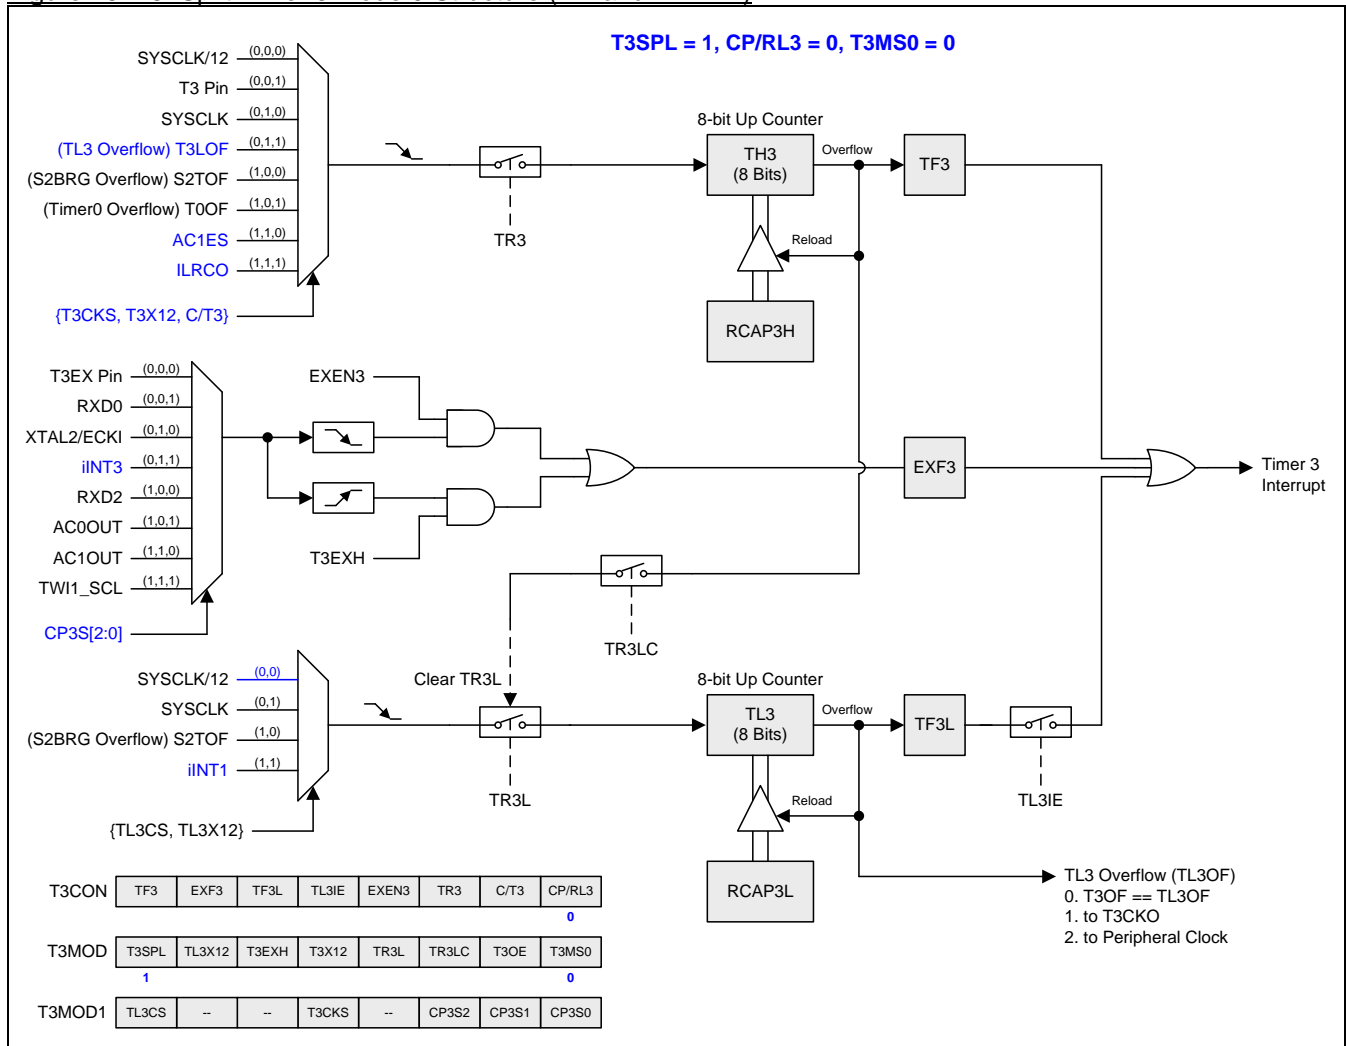 T3SPL = 1, CP/RL3 = 0, T3MS0 = 0
SYSCLK/12 (0,0,0)
T3 Pin (0,0,1)
SYSCLK (0,1,0)
(TL3 Overflow) T3LOF (0,1,1)
(S2BRG Overflow) S2TOF (1,0,0)
(Timer0 Overflow) T0OF (1,0,1)
AC1ES (1,1,0)
ILRCO (1,1,1)
{T3CKS, T3X12, C/T3}
TR3
8-bit Up Counter
TH3
(8 Bits)
Overflow
TF3
Reload
RCAP3H
T3EX Pin (0,0,0)
RXD0 (0,0,1)
XTAL2/ECKI (0,1,0)
iINT3 (0,1,1)
RXD2 (1,0,0)
AC0OUT (1,0,1)
AC1OUT (1,1,0)
TWI1_SCL (1,1,1)
CP3S[2:0]
EXEN3
T3EXH
EXF3
Timer 3
Interrupt
TR3LC
Clear TR3L
SYSCLK/12 (0,0)
SYSCLK (0,1)
(S2BRG Overflow) S2TOF (1,0)
iINT1 (1,1)
{TL3CS, TL3X12}
TR3L
8-bit Up Counter
TL3
(8 Bits)
Overflow
TF3L
TL3IE
Reload
RCAP3L
TL3 Overflow (TL3OF)
0. T3OF == TL3OF
1. to T3CKO
2. to Peripheral Clock
T3CON TF3 EXF3 TF3L TL3IE EXEN3 TR3 C/T3 CP/RL3
0
T3MOD T3SPL TL3X12 T3EXH T3X12 TR3L TR3LC T3OE T3MS0
1 0
T3MOD1 TL3CS -- -- T3CKS -- CP3S2 CP3S1 CP3S0